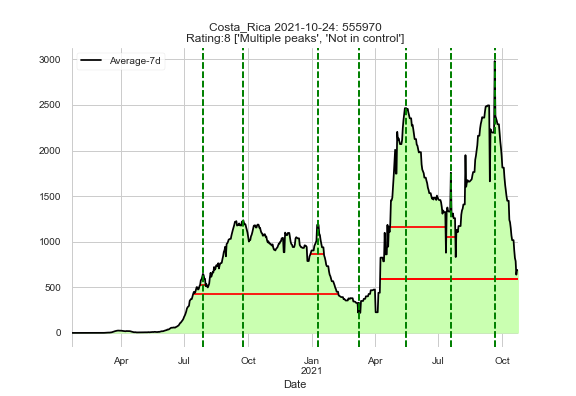 Costa_Rica 2021-10-24: 555970
Rating:8 ['Multiple peaks', 'Not in control']
Average-7d
3000
2500
2000
1500
1000
500
0
Apr Jul Oct Jan Apr Jul Oct
2021
Date